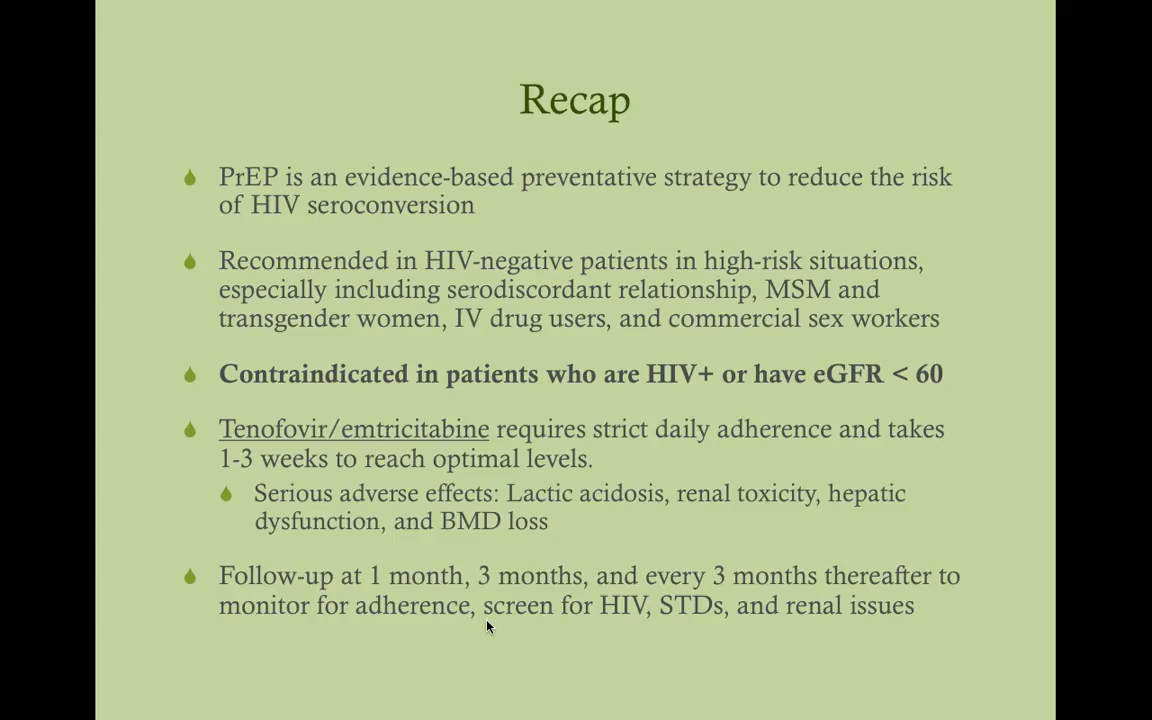 Recap
PrEP is an evidence-based preventative strategy to reduce the risk
of HIV seroconversion
Recommended in HIV-negative patients in high-risk situations,
especially including serodiscordant relationship, MSM and
transgender women, IV drug users, and commercial sex workers
Contraindicated in patients who are HIV+ or have eGFR < 60
Tenofovir/emtricitabine requires strict daily adherence and takes
1-3 weeks to reach optimal levels.
Serious adverse effects: Lactic acidosis, renal toxicity, hepatic
dysfunction, and BMD loss
Follow-up at 1 month, 3 months, and every 3 months thereafter to
monitor for adherence, screen for HIV, STDs, and renal issues